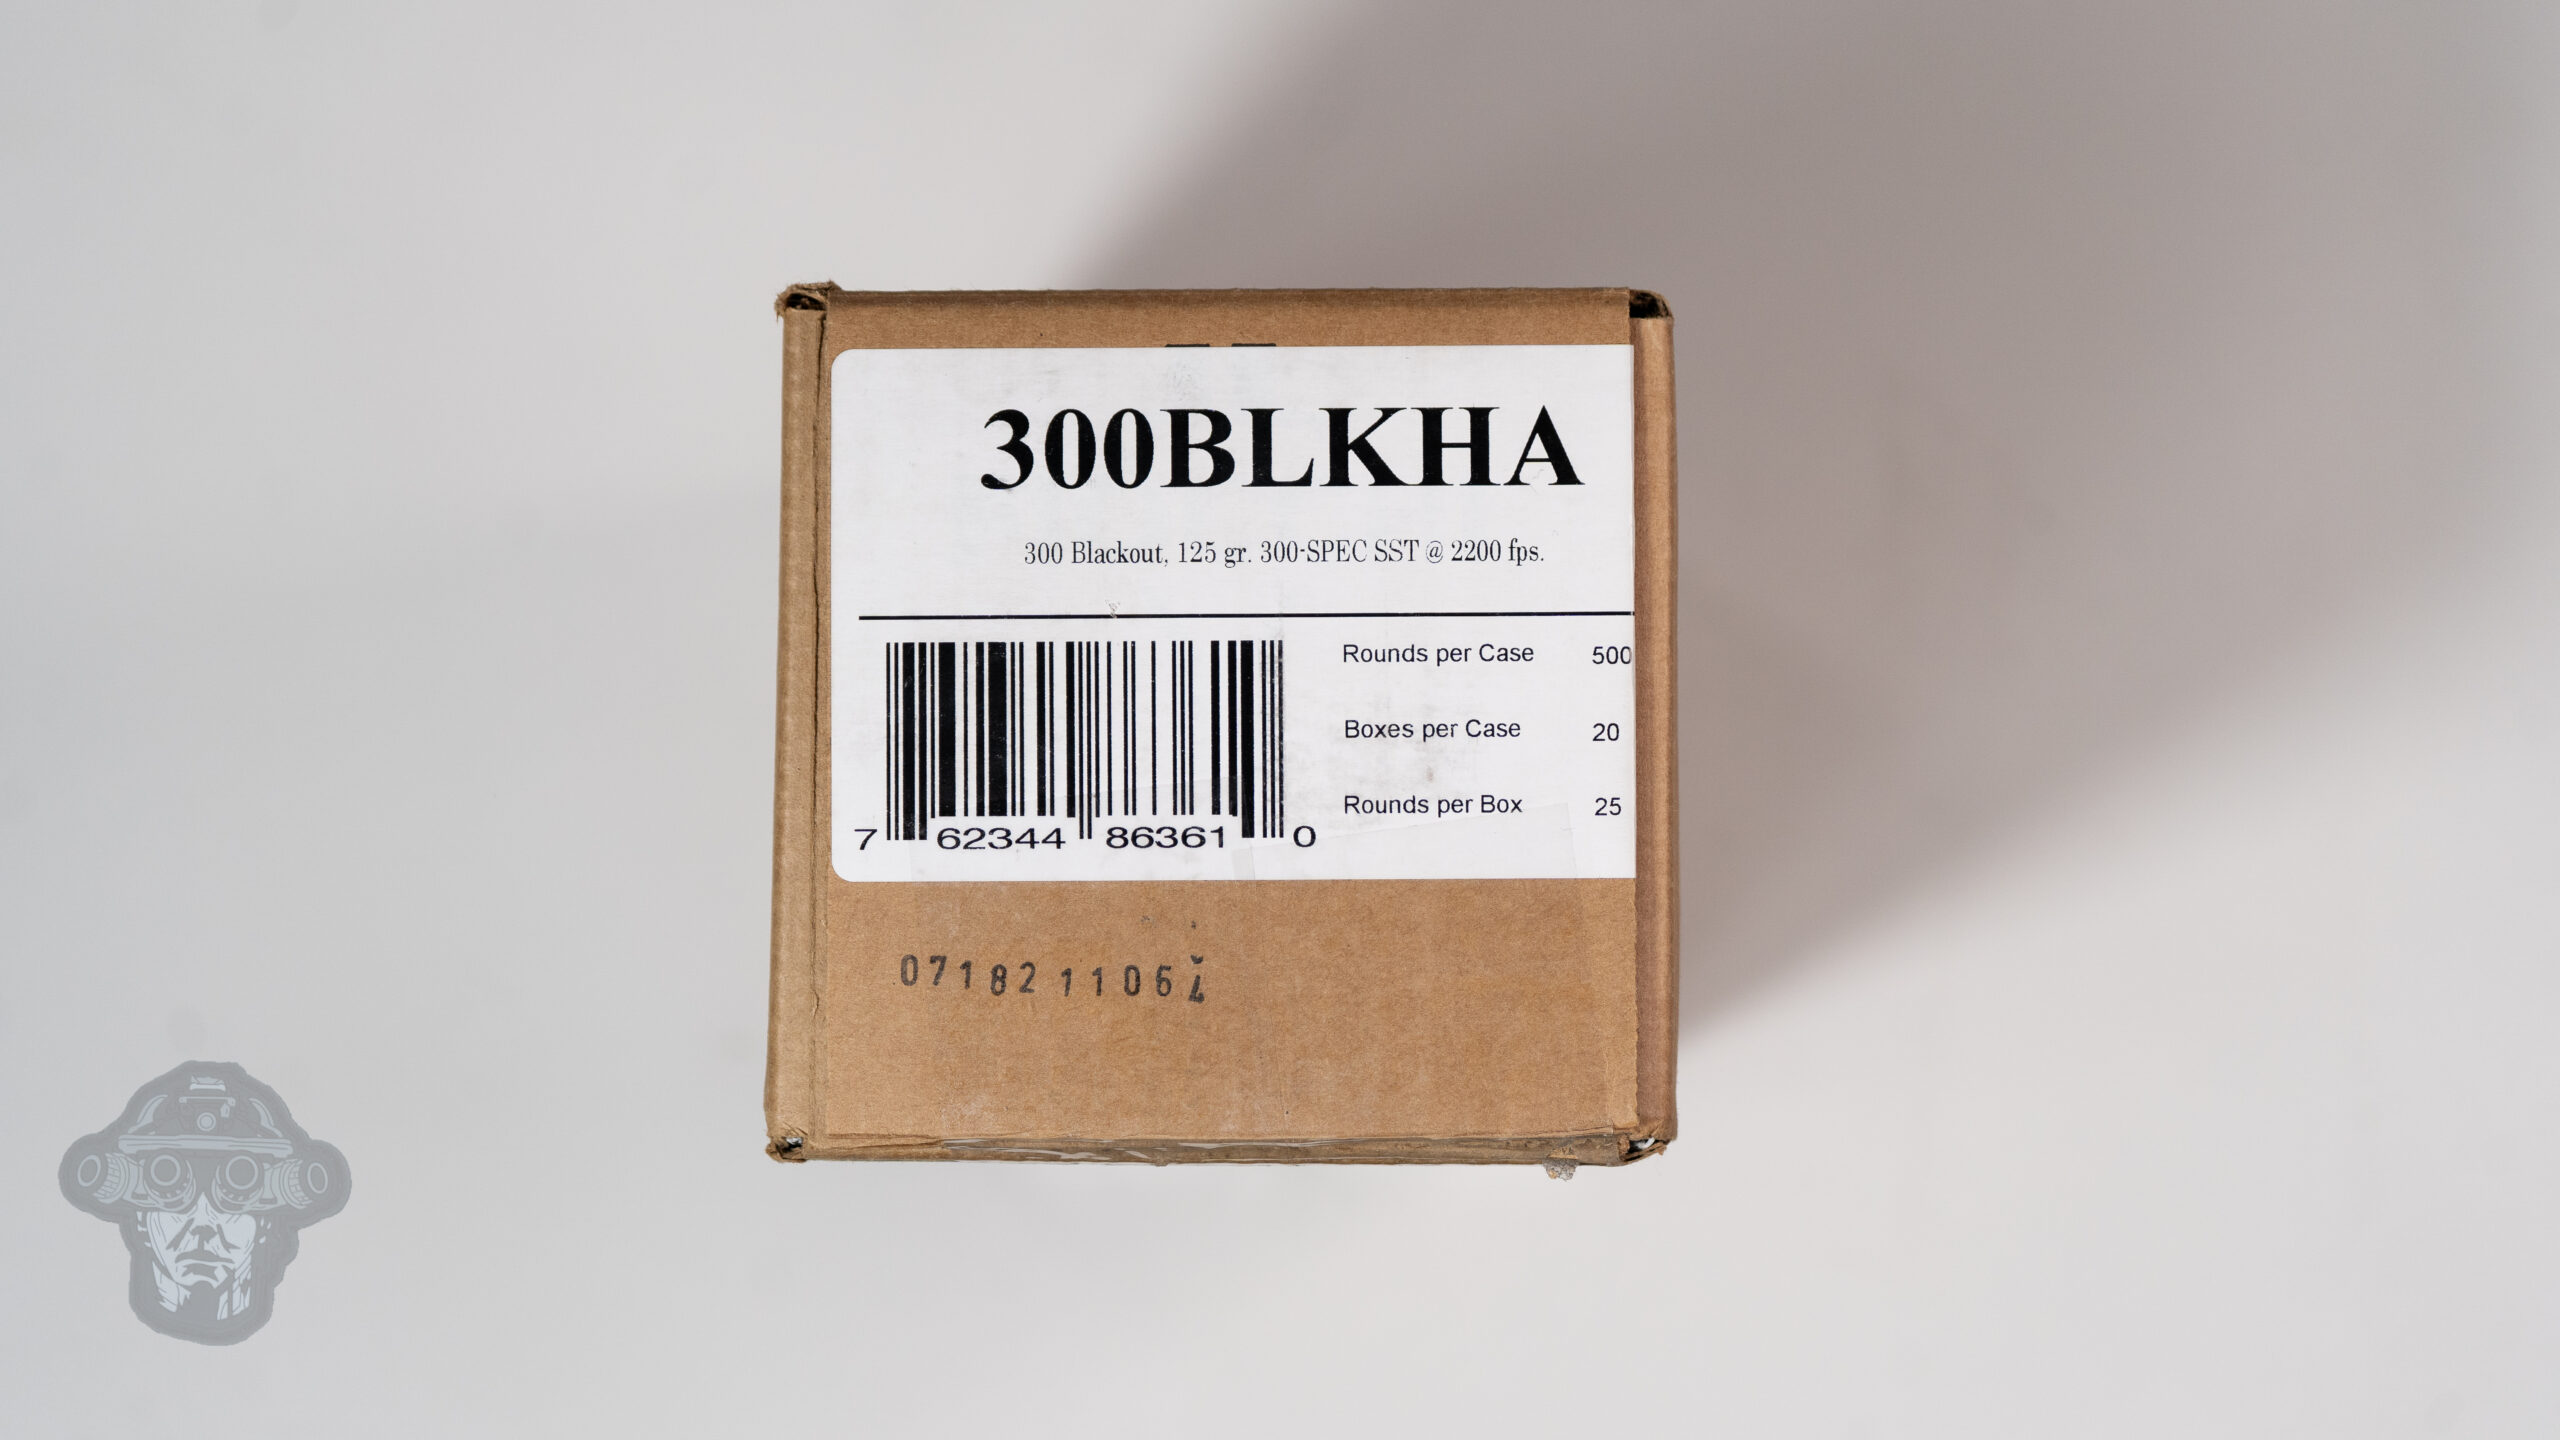 300BLKHA
300 Blackout, 125 gr. 300-SPEC SST @ 2200 fps.
Rounds per Case 500
Boxes per Case 20
Rounds per Box 25
7 62344 86361 0
07182 11064